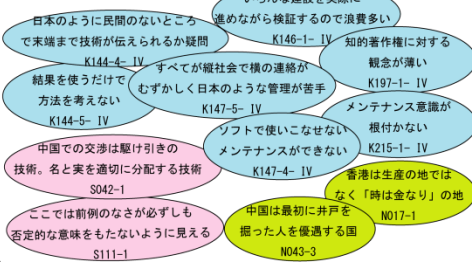 日本のように民間のないところ
で末端まで技術が伝えられるか疑問
K144-4- IV
進めながら検証するので浪費多い
K146-1- IV
知的著作権に対する
観念が薄い
K197-1- IV
結果を使うだけで
方法を考えない
K144-5- IV
すべてが縦社会で横の連絡が
むずかしく日本のような管理が苦手
K147-5- IV
メンテナンス意識が
根付かない
K215-1- IV
ソフトで使いこなせない
メンテナンスができない
K147-4- IV
中国での交渉は駆け引きの
技術。名と実を適切に分配する技術
S042-1
香港は生産の地では
なく「時は金なり」の地
N017-1
ここでは前例のなさが必ずしも
否定的な意味をもたないように見える
S111-1
中国は最初に井戸を
掘った人を優遇する国
N043-3